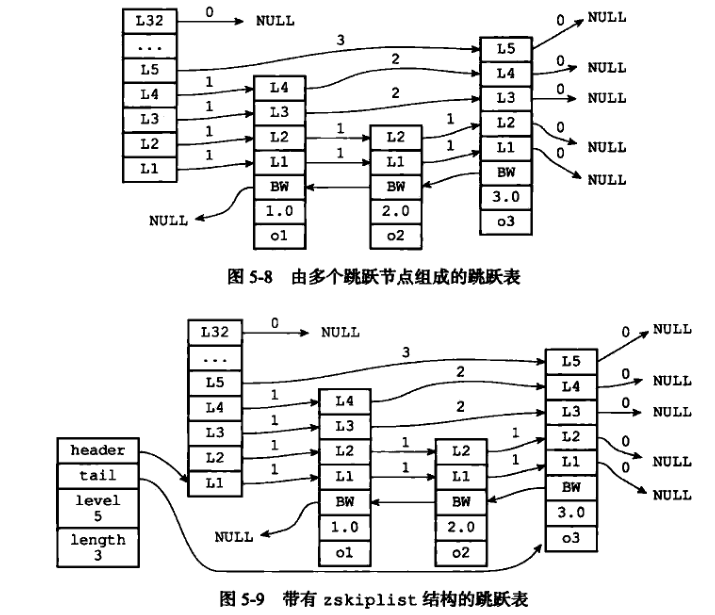 L32
0
NULL
...
L5
3
L4
1
L3
1
L2
1
L1
1
L4
2
L3
2
L2
1
L1
1
BW
1.0
o1
NULL
L2
1
L1
1
BW
2.0
o2
L5
0
NULL
L4
0
NULL
L3
0
NULL
L2
0
NULL
L1
0
NULL
BW
3.0
o3
图 5-8 由多个跳跃节点组成的跳跃表
header
tail
level
5
length
3
L32
0
NULL
...
L5
3
L4
1
L3
1
L2
1
L1
1
L4
2
L3
2
L2
1
L1
1
BW
1.0
o1
NULL
L2
1
L1
1
BW
2.0
o2
L5
0
NULL
L4
0
NULL
L3
0
NULL
L2
0
NULL
L1
0
NULL
BW
3.0
o3
图 5-9 带有 zskiplist 结构的跳跃表